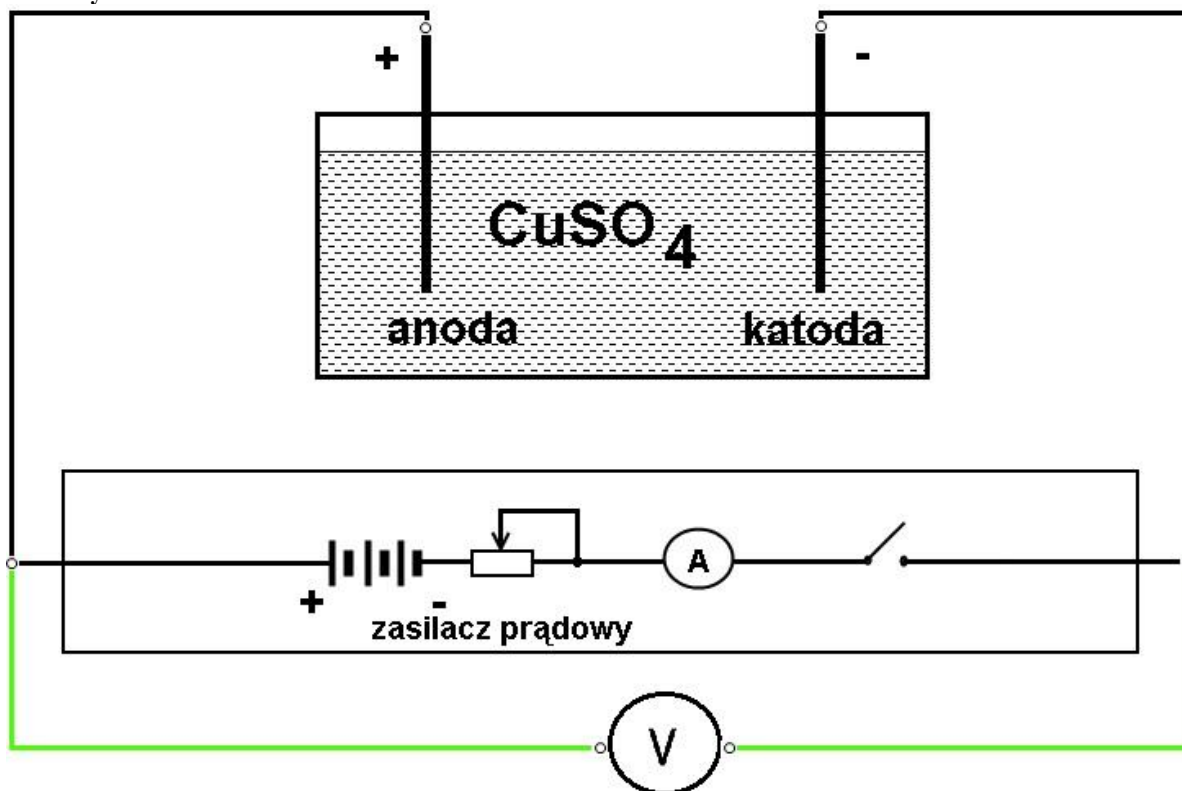 + -
CuSO4
anoda katoda
A
+ -
zasilacz prądowy
V